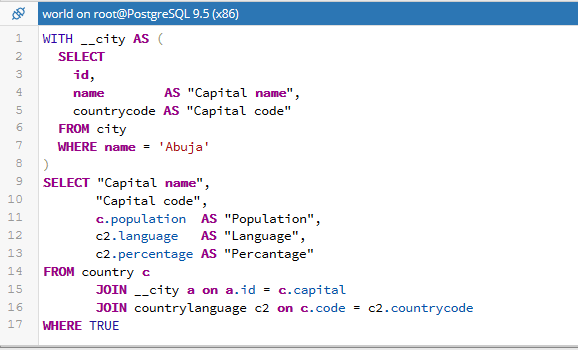 world on root@PostgreSQL 9.5 (x86)
1 WITH __city AS (
2   SELECT
3     id,
4     name        AS "Capital name",
5     countrycode AS "Capital code"
6   FROM city
7   WHERE name = 'Abuja'
8 )
9 SELECT "Capital name",
10        "Capital code",
11        c.population  AS "Population",
12        c2.language   AS "Language",
13        c2.percentage AS "Percantage"
14 FROM country c
15        JOIN __city a on a.id = c.capital
16        JOIN countrylanguage c2 on c.code = c2.countrycode
17 WHERE TRUE